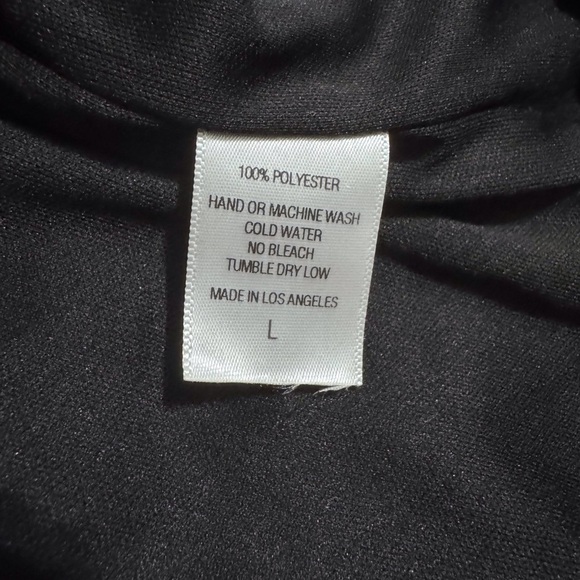 100% POLYESTER
HAND OR MACHINE WASH
COLD WATER
NO BLEACH
TUMBLE DRY LOW
MADE IN LOS ANGELES
L